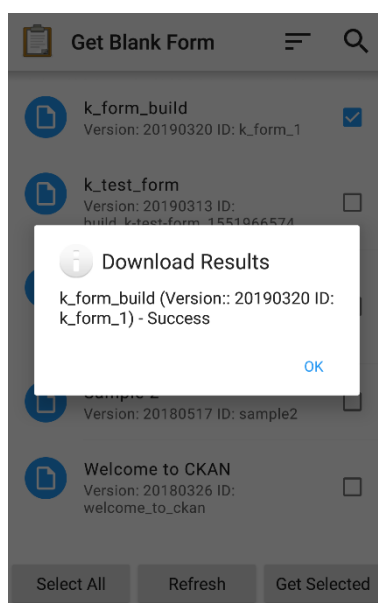 Get Blank Form
k_form_build
Version: 20190320 ID: k_form_1
k_test_form
Version: 20190313 ID:
build_k-test-form_1551966574
Download Results
k_form_build (Version:: 20190320 ID:
k_form_1) - Success
OK
Sample 2
Version: 20180517 ID: sample2
Welcome to CKAN
Version: 20180326 ID:
welcome_to_ckan
Select All
Refresh
Get Selected